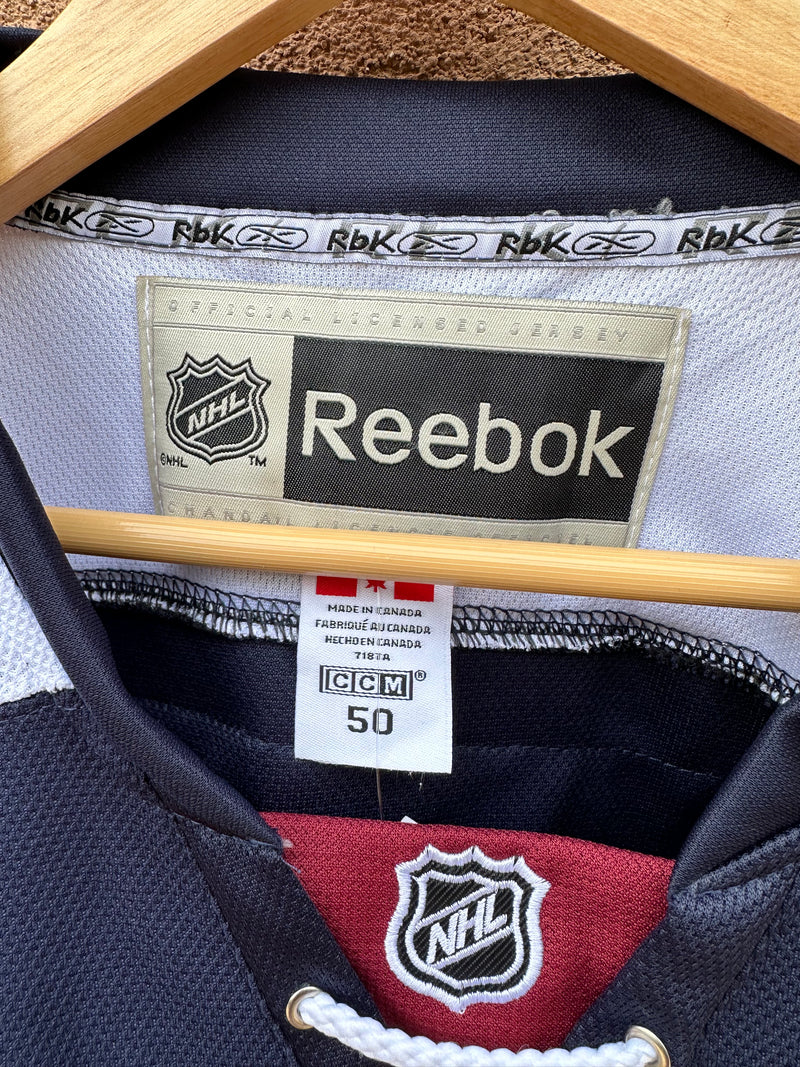 RbK RbK RbK RbK RbK
OFFICIAL LICENSED JERSEY
NHL
Reebok
©NHL TM
MADE IN CANADA
FABRIQUÉ AU CANADA
HECHO EN CANADA
718TA
CCM®
50
NHL